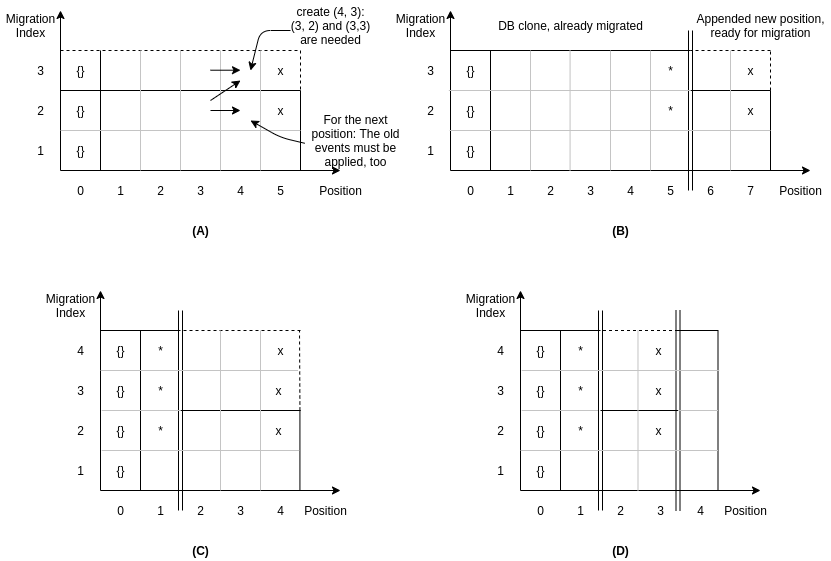 Migration
Index
create (4, 3):
(3, 2) and (3,3)
are needed
3 {} x
2 {} x
1 {}
For the next
position: The old
events must be
applied, too
0 1 2 3 4 5 Position
(A)
Migration
Index
DB clone, already migrated
Appended new position,
ready for migration
3 {} * x
2 {} * x
1 {}
0 1 2 3 4 5 6 7 Position
(B)
Migration
Index
4 {} * x
3 {} * x
2 {} * x
1 {}
0 1 2 3 4 Position
(C)
Migration
Index
4 {} * x
3 {} * x
2 {} * x
1 {}
0 1 2 3 4 Position
(D)